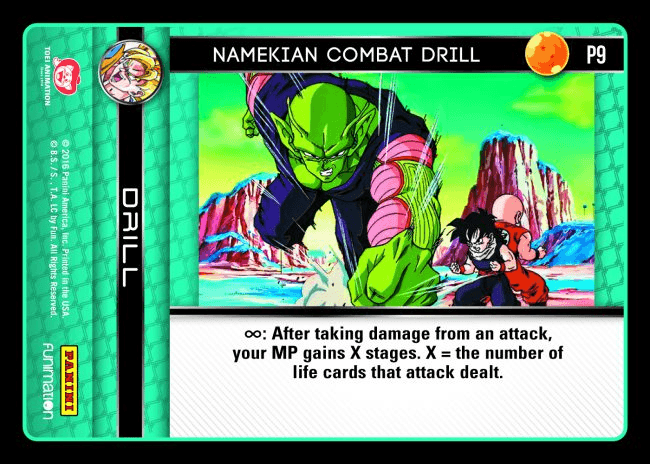 NAMEKIAN COMBAT DRILL
P9
DRILL
∞: After taking damage from an attack,
your MP gains X stages. X = the number of
life cards that attack dealt.
TOEI ANIMATION
© 2016 Panini America, Inc. Printed in the USA.
© B.S. / S., T.A. LC by Fun. All Rights Reserved.
PANINI
FUNiMATiON